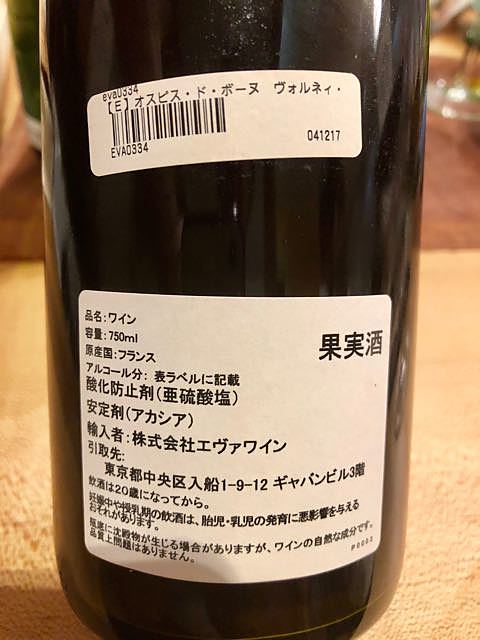 eva0334
【E】オスピス・ド・ボーヌ ヴォルネィ・
EVA0334
041217
品名：ワイン
容量：750ml
果実酒
原産国：フランス
アルコール分： 表ラベルに記載
酸化防止剤（亜硫酸塩）
安定剤（アカシア）
輸入者：株式会社エヴァワイン
引取先：
東京都中央区入船1-9-12 ギャバンビル3階
飲酒は20歳になってから。
妊娠中や授乳期の飲酒は、胎児・乳児の発育に悪影響を与える
おそれがあります。
瓶底に沈殿物が生じる場合がありますが、ワインの自然な成分です。
品質上問題はありません。